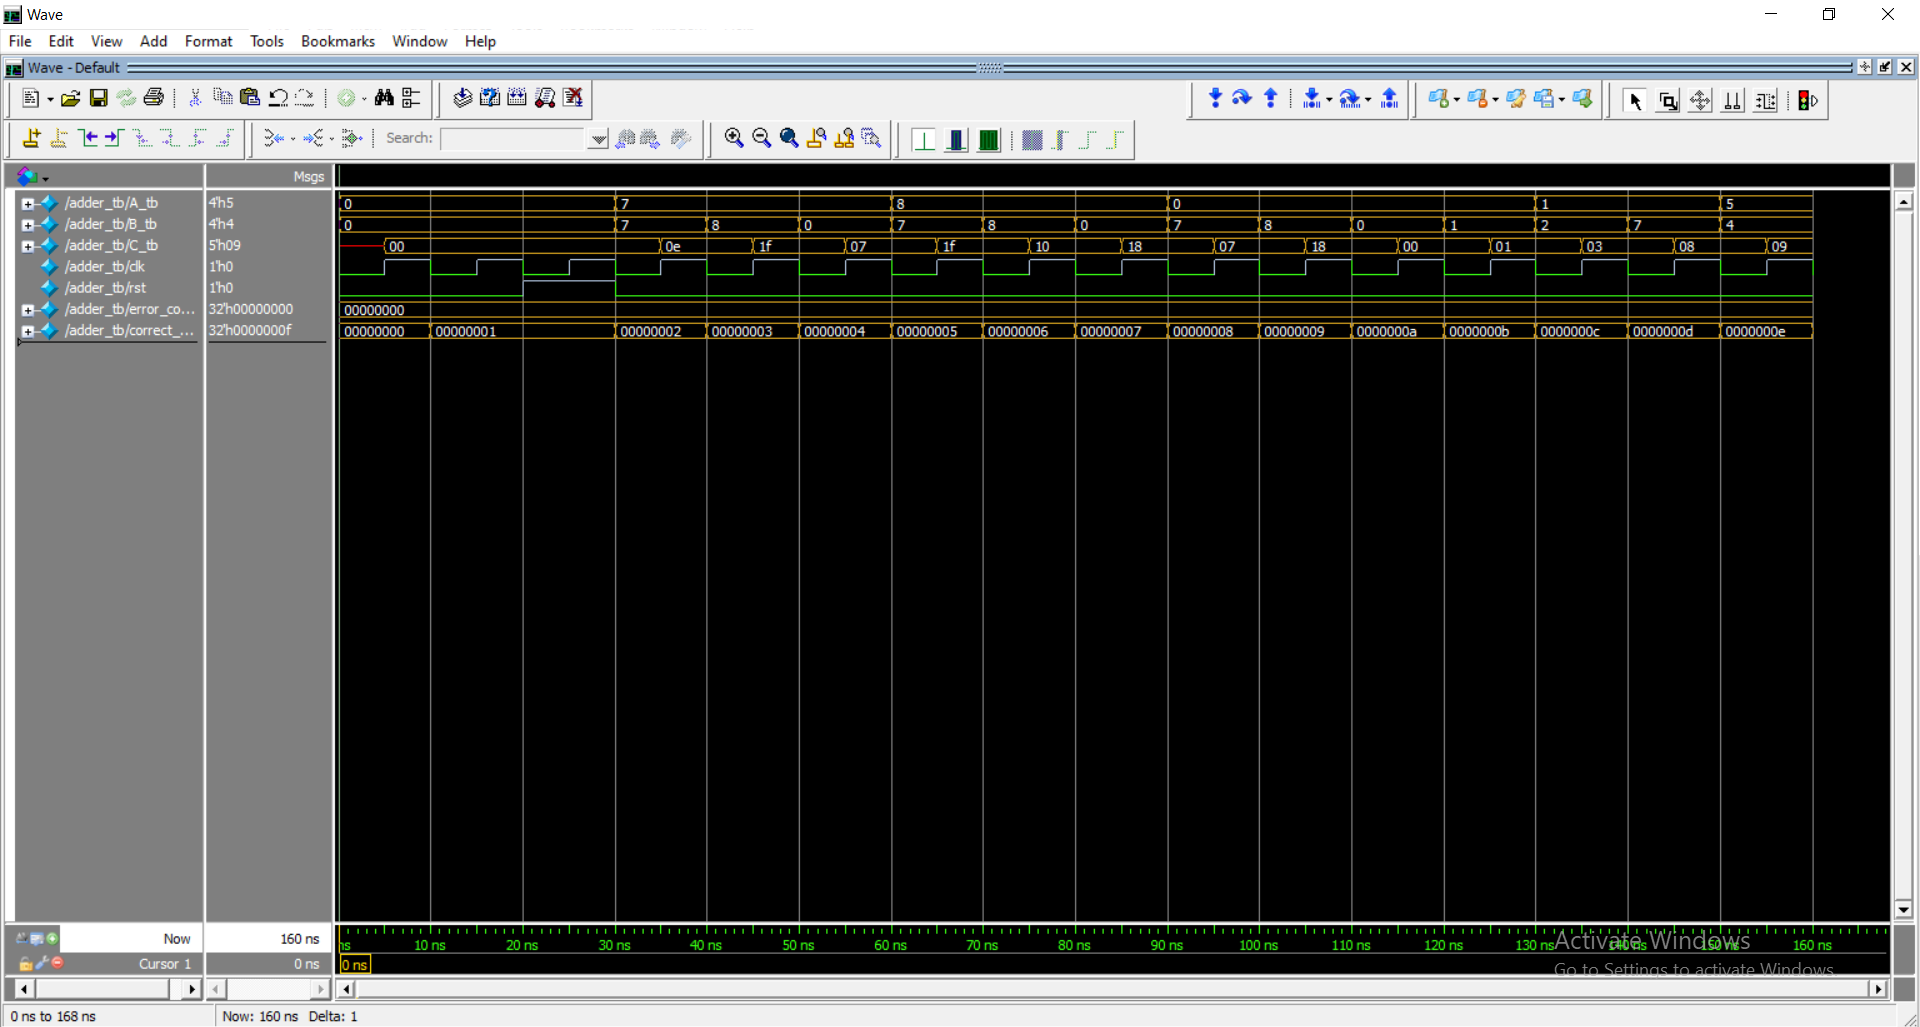 Wave
File Edit View Add Format Tools Bookmarks Window Help
Wave - Default
Search:
Msgs
/adder_tb/A_tb 4'h5 0 7 8 0 1 5
/adder_tb/B_tb 4'h4 0 7 8 0 7 8 0 7 8 0 1 2 7 4
/adder_tb/C_tb 5'h09 00 0e 1f 07 1f 10 18 07 18 00 01 03 08 09
/adder_tb/clk 1'h0
/adder_tb/rst 1'h0
/adder_tb/error_co... 32'h00000000 00000000
/adder_tb/correct_... 32'h0000000f 00000000 00000001 00000002 00000003 00000004 00000005 00000006 00000007 00000008 00000009 0000000a 0000000b 0000000c 0000000d 0000000e
Now 160 ns ns 10 ns 20 ns 30 ns 40 ns 50 ns 60 ns 70 ns 80 ns 90 ns 100 ns 110 ns 120 ns 130 ns 140 ns 150 ns 160 ns
Activate Windows
Cursor 1 0 ns 0 ns
Go to Settings to activate Windows.
0 ns to 168 ns Now: 160 ns Delta: 1